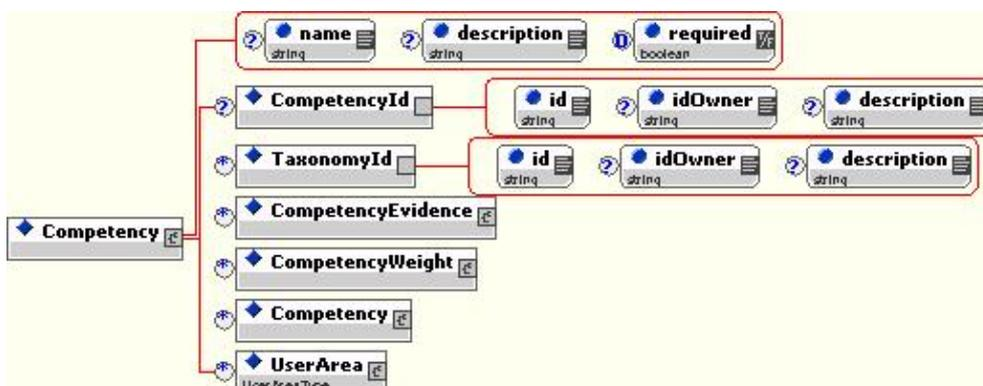 ? name ? description D required T/F
string string boolean
? CompetencyId id ? idOwner ? description
string string string
* TaxonomyId id ? idOwner ? description
string string string
* CompetencyEvidence
Competency
* CompetencyWeight
* Competency
* UserArea
UserAreaType